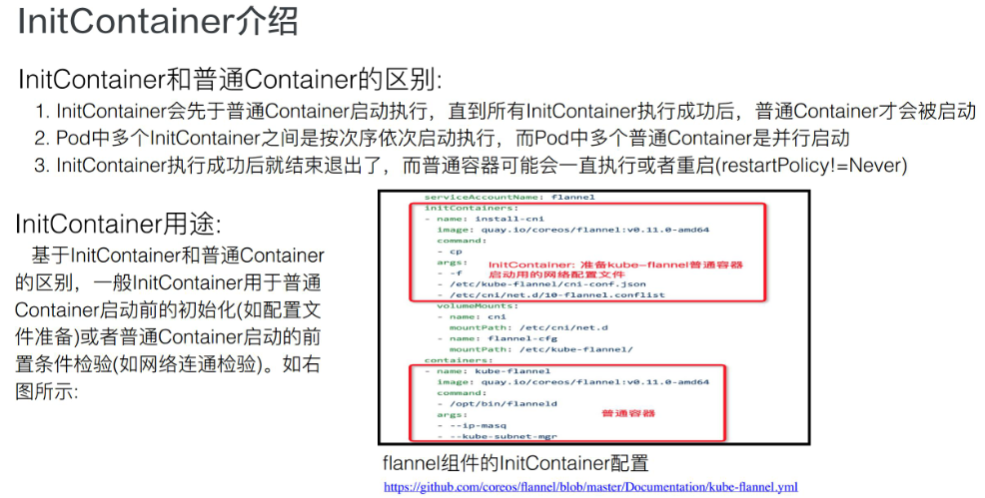 InitContainer介绍
InitContainer和普通Container的区别:
1. InitContainer会先于普通Container启动执行，直到所有InitContainer执行成功后，普通Container才会被启动
2. Pod中多个InitContainer之间是按次序依次启动执行，而Pod中多个普通Container是并行启动
3. InitContainer执行成功后就结束退出了，而普通容器可能会一直执行或者重启(restartPolicy!=Never)
InitContainer用途:
基于InitContainer和普通Container
的区别，一般InitContainer用于普通
Container启动前的初始化(如配置文
件准备)或者普通Container启动的前
置条件检验(如网络连通检验)。如右
图所示:
serviceAccountName: flannel
initContainers:
- name: install-cni
image: quay.io/coreos/flannel:v0.11.0-amd64
command:
- cp
args:
InitContainer: 准备kube-flannel普通容器
- -f
启动用的网络配置文件
- /etc/kube-flannel/cni-conf.json
- /etc/cni/net.d/10-flannel.conflist
volumeMounts:
- name: cni
mountPath: /etc/cni/net.d
- name: flannel-cfg
mountPath: /etc/kube-flannel/
containers:
- name: kube-flannel
image: quay.io/coreos/flannel:v0.11.0-amd64
command:
- /opt/bin/flanneld
普通容器
args:
- --ip-masq
- --kube-subnet-mgr
flannel组件的InitContainer配置
https://github.com/coreos/flannel/blob/master/Documentation/kube-flannel.yml